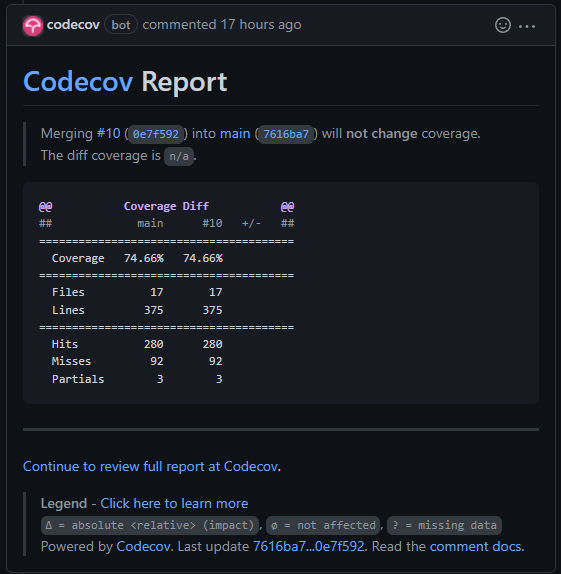 codecov bot commented 17 hours ago ...
Codecov Report
Merging #10 (0e7f592) into main (7616ba7) will not change coverage.
The diff coverage is n/a.
@@           Coverage Diff           @@
##             main      #10   +/-   ##
=======================================
  Coverage   74.66%   74.66%
=======================================
  Files          17       17
  Lines         375      375
=======================================
  Hits          280      280
  Misses         92       92
  Partials        3        3
Continue to review full report at Codecov.
Legend - Click here to learn more
Δ = absolute <relative> (impact), ø = not affected, ? = missing data
Powered by Codecov. Last update 7616ba7...0e7f592. Read the comment docs.